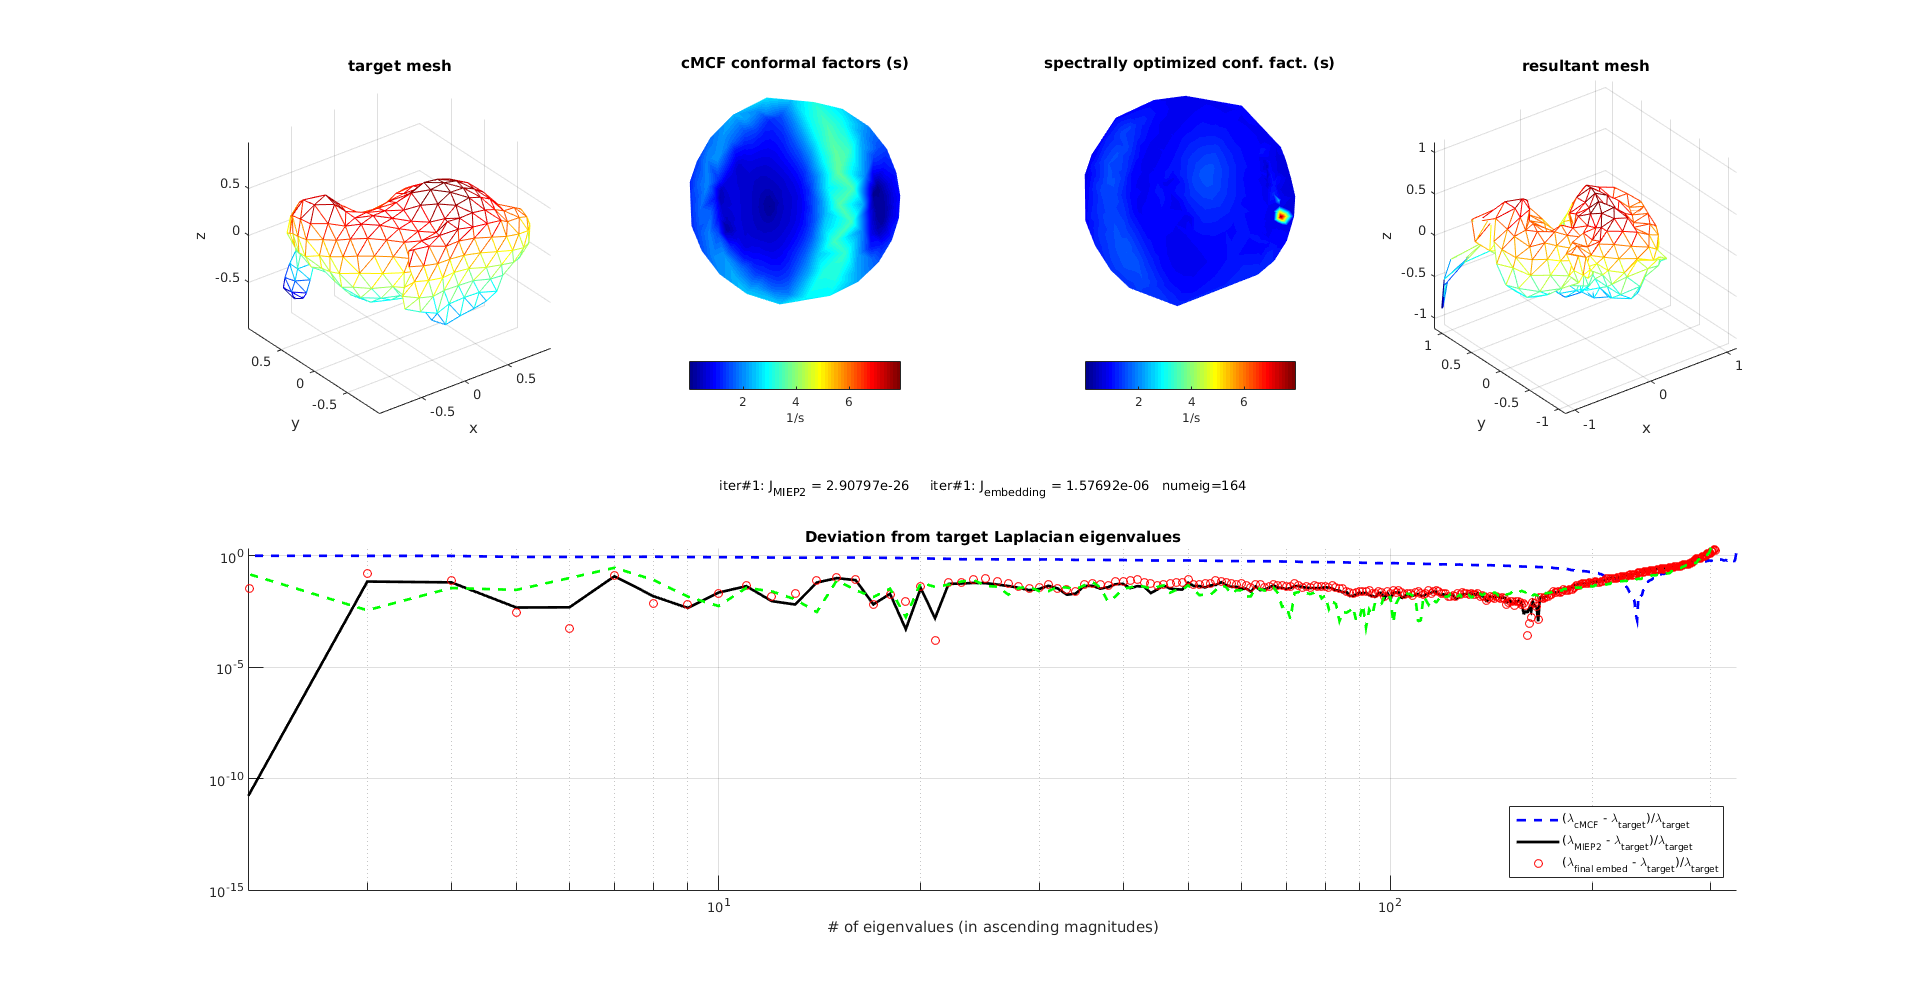 target mesh
cMCF conformal factors (s)
spectrally optimized conf. fact. (s)
resultant mesh
z
0.5
0
-0.5
0.5
0
-0.5
y
-0.5
0
0.5
x
2 4 6
1/s
2 4 6
1/s
z
1
0.5
0
-0.5
-1
1
0.5
0
-0.5
-1
y
-1
0
1
x
iter#1: J_MIEP2 = 2.90797e-26 iter#1: J_embedding = 1.57692e-06 numeig=164
Deviation from target Laplacian eigenvalues
10^0
10^-5
10^-10
10^-15
10^1
10^2
# of eigenvalues (in ascending magnitudes)
(λ_cMCF - λ_target)/λ_target
(λ_MIEP2 - λ_target)/λ_target
(λ_final embed - λ_target)/λ_target